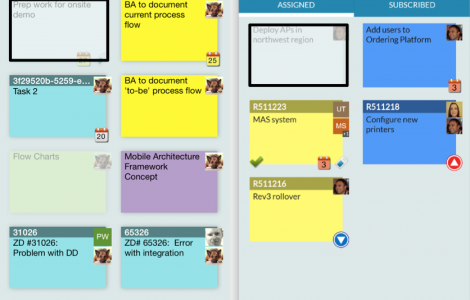 Prep work for onsite
demo
BA to document
current process
flow
25
3f29520b-5259-e...
Task 2
20
BA to document
'to-be' process flow
Flow Charts
Mobile Architecture
Framework
Concept
31026
ZD #31026:
Problem with DD
PW
65326
ZD# 65326: Error
with integration
ASSIGNED
SUBSCRIBED
Deploy APs in
northwest region
Add users to
Ordering Platform
3
R511223
MAS system
UT
MS
3
R511218
Configure new
printers
R511216
Rev3 rollover